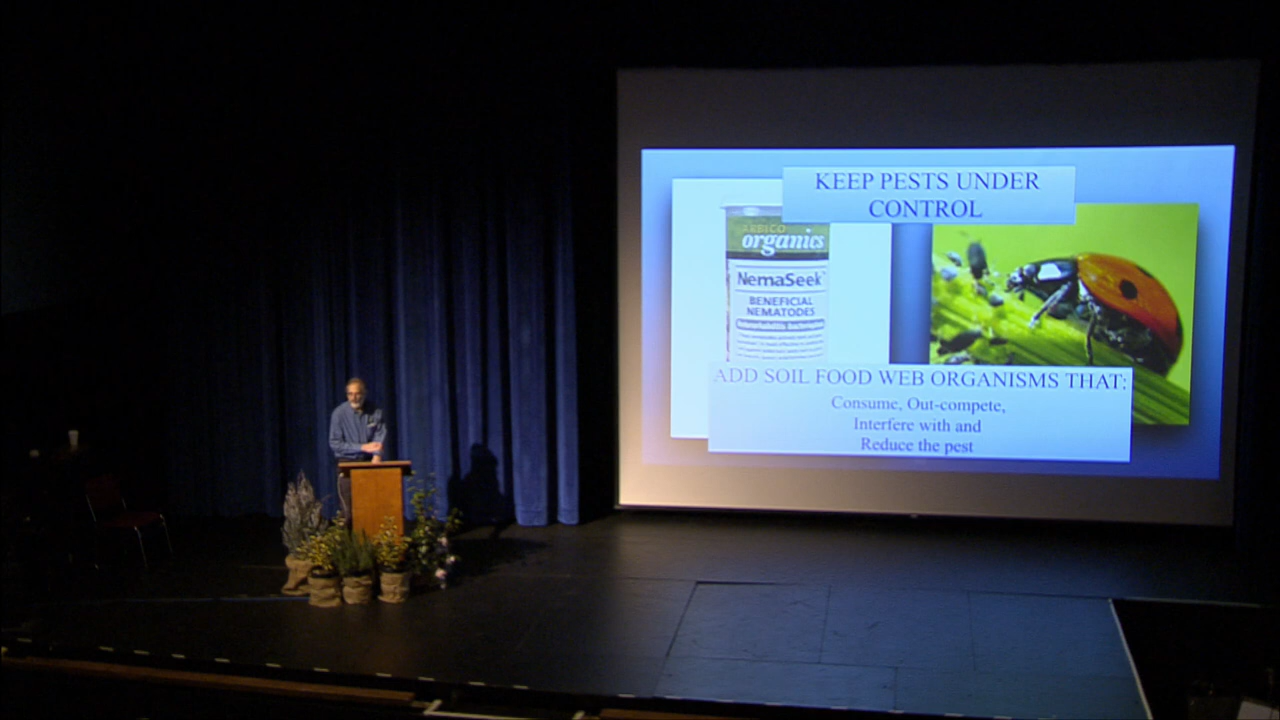 KEEP PESTS UNDER
CONTROL
ARBICO
organics
NemaSeek
BENEFICIAL
NEMATODES
ADD SOIL FOOD WEB ORGANISMS THAT:
Consume, Out-compete,
Interfere with and
Reduce the pest